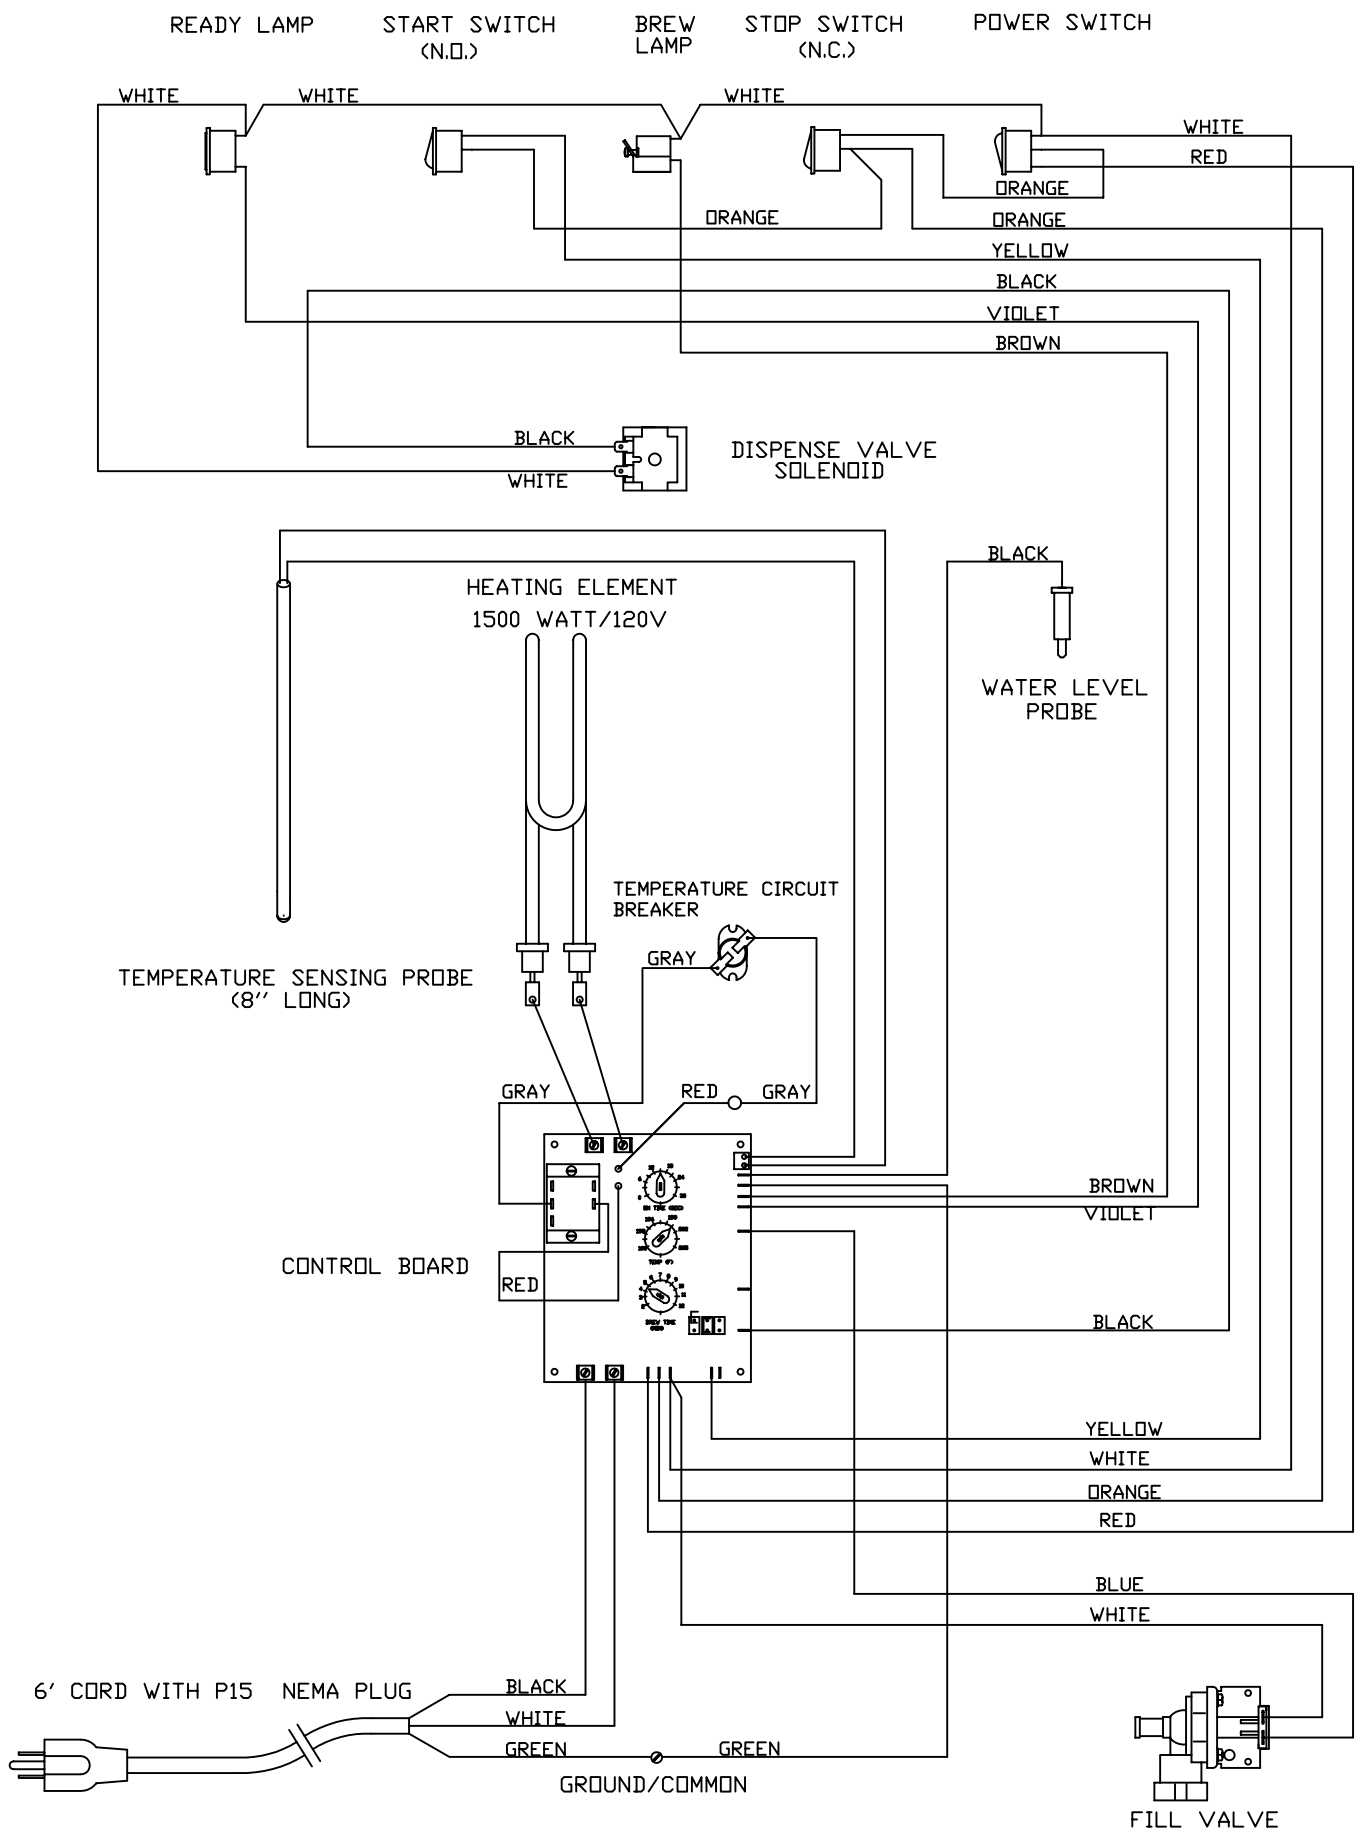 READY LAMP
START SWITCH
(N.O.)
BREW
LAMP
STOP SWITCH
(N.C.)
POWER SWITCH
WHITE
WHITE
WHITE
WHITE
RED
ORANGE
ORANGE
ORANGE
YELLOW
BLACK
VIOLET
BROWN
BLACK
WHITE
DISPENSE VALVE
SOLENOID
BLACK
HEATING ELEMENT
1500 WATT/120V
WATER LEVEL
PROBE
TEMPERATURE CIRCUIT
BREAKER
GRAY
TEMPERATURE SENSING PROBE
(8" LONG)
GRAY
RED
GRAY
BROWN
VIOLET
CONTROL BOARD
RED
TEMP (F)
BREW TIME
BLACK
YELLOW
WHITE
ORANGE
RED
BLUE
WHITE
6' CORD WITH P15 NEMA PLUG
BLACK
WHITE
GREEN
GREEN
GROUND/COMMON
FILL VALVE